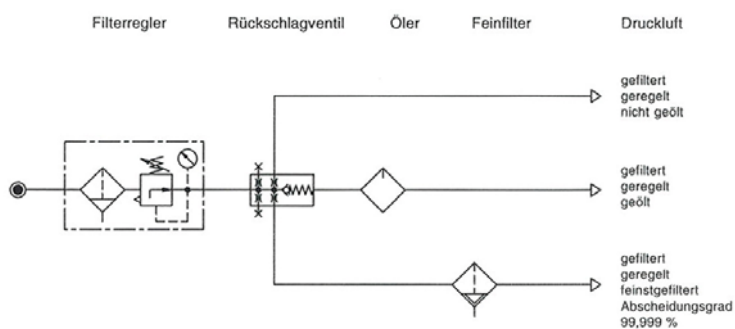 Filterregler Rückschlagventil Öler Feinfilter Druckluft
gefiltert
geregelt
nicht geölt
gefiltert
geregelt
geölt
gefiltert
geregelt
feinstgefiltert
Abscheidungsgrad
99,999 %